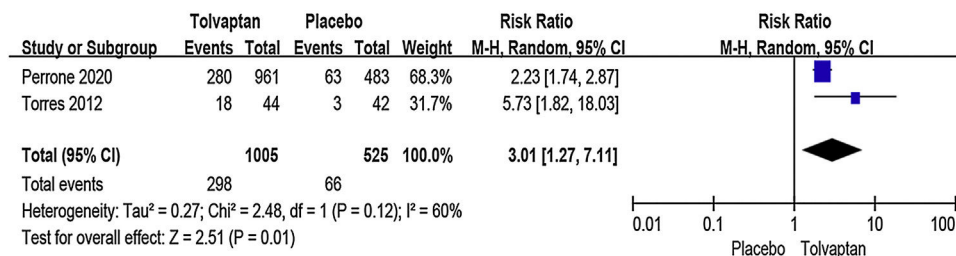 Tolvaptan Placebo Risk Ratio Risk Ratio
Study or Subgroup Events Total Events Total Weight M-H, Random, 95% CI M-H, Random, 95% CI
Perrone 2020 280 961 63 483 68.3% 2.23 [1.74, 2.87]
Torres 2012 18 44 3 42 31.7% 5.73 [1.82, 18.03]
Total (95% CI) 1005 525 100.0% 3.01 [1.27, 7.11]
Total events 298 66
Heterogeneity: Tau² = 0.27; Chi² = 2.48, df = 1 (P = 0.12); I² = 60%
Test for overall effect: Z = 2.51 (P = 0.01)
0.01 0.1 1 10 100
Placebo Tolvaptan